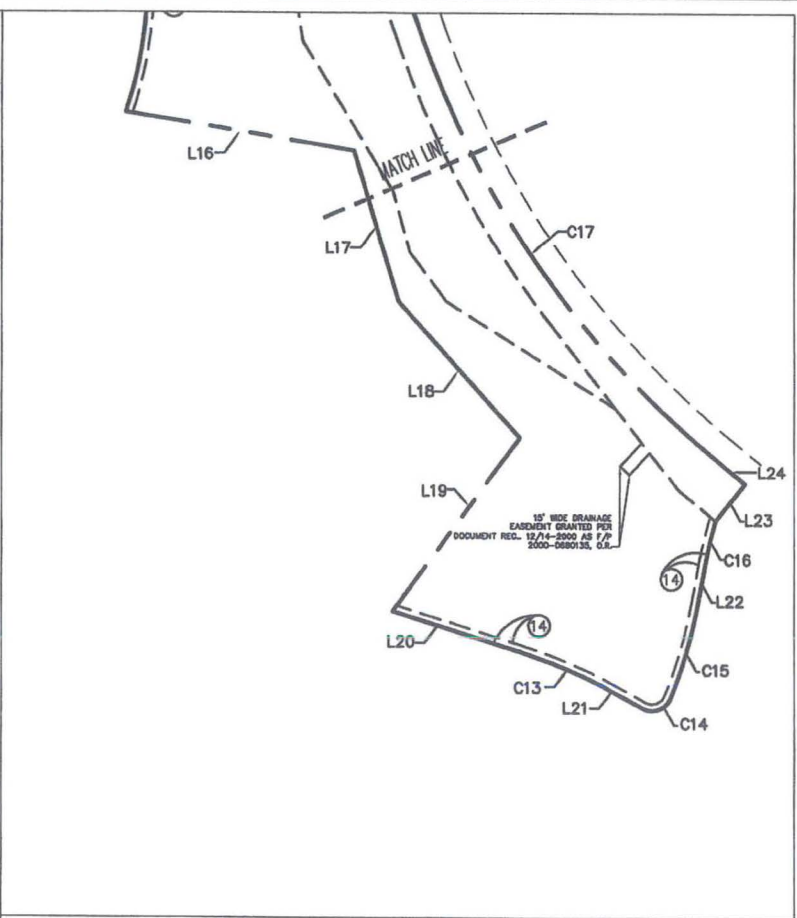 L16
MATCH LINE
L17
C17
L18
L24
L19
L23
15' WIDE DRAINAGE
EASEMENT GRANTED PER
DOCUMENT REC. 12/14-2000 AS F/P
2000-0680135, O.R.
C16
14
L22
14
L20
C15
C13
L21
C14